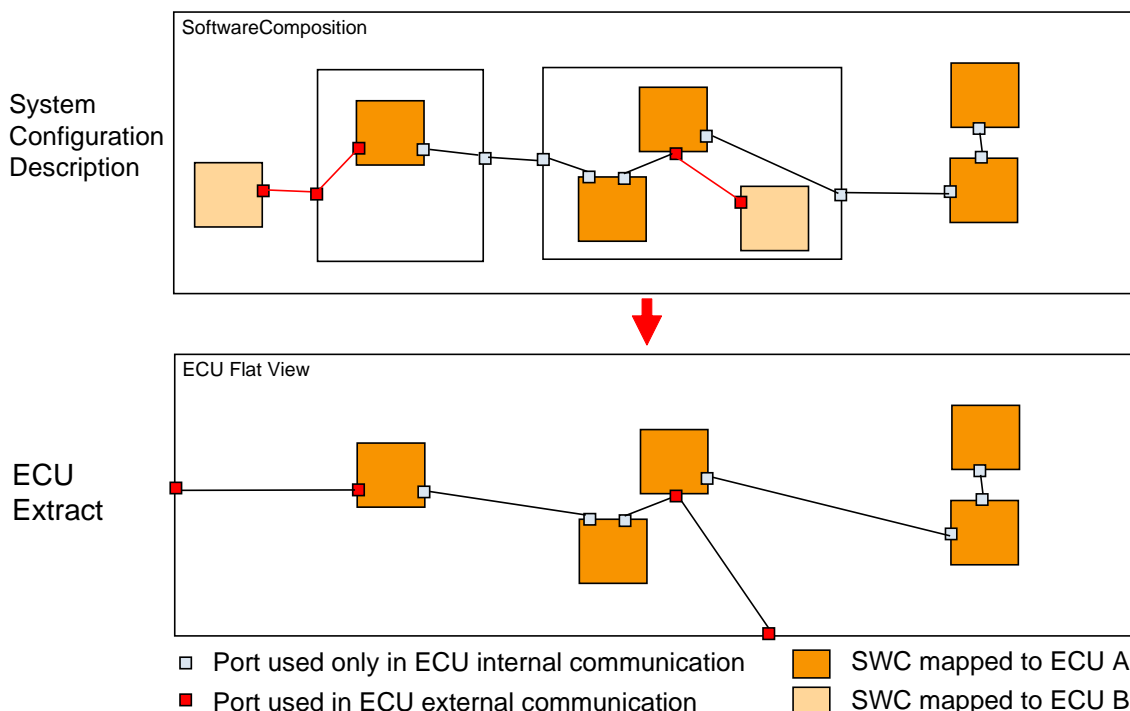 SoftwareComposition
System
Configuration
Description
ECU Flat View
ECU
Extract
Port used only in ECU internal communication
SWC mapped to ECU A
Port used in ECU external communication
SWC mapped to ECU B